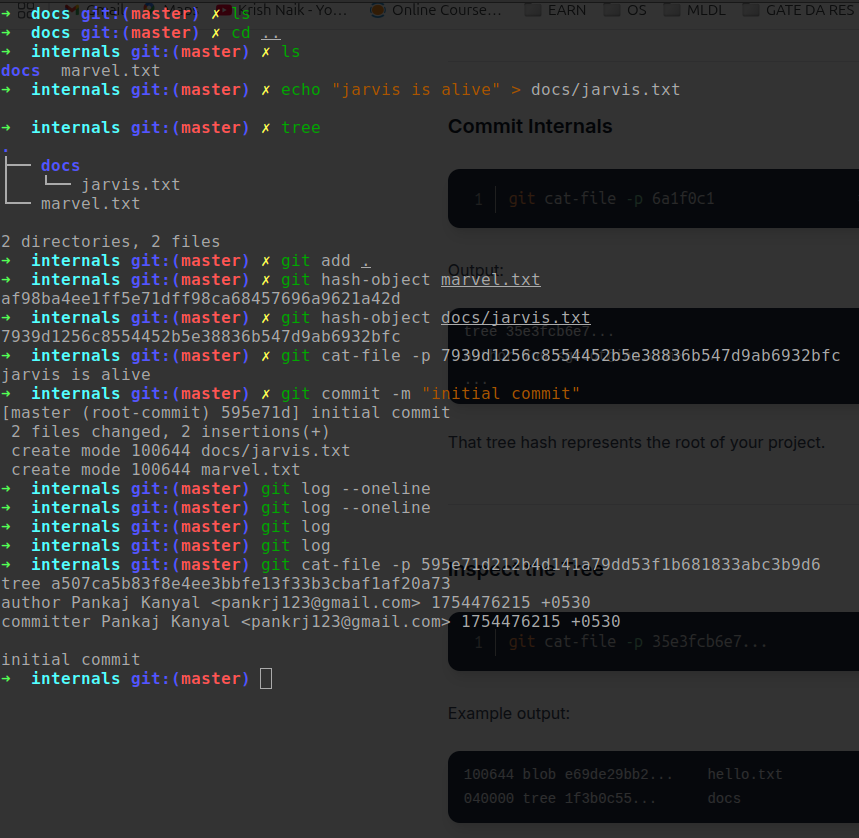 ➜ docs git:(master) ✗ ls
➜ docs git:(master) ✗ cd ..
➜ internals git:(master) ✗ ls
docs marvel.txt
➜ internals git:(master) ✗ echo "jarvis is alive" > docs/jarvis.txt
➜ internals git:(master) ✗ tree
.
├── docs
│   └── jarvis.txt
└── marvel.txt
2 directories, 2 files
➜ internals git:(master) ✗ git add .
➜ internals git:(master) ✗ git hash-object marvel.txt
af98ba4ee1ff5e71dff98ca68457696a9621a42d
➜ internals git:(master) ✗ git hash-object docs/jarvis.txt
7939d1256c8554452b5e38836b547d9ab6932bfc
➜ internals git:(master) ✗ git cat-file -p 7939d1256c8554452b5e38836b547d9ab6932bfc
jarvis is alive
➜ internals git:(master) ✗ git commit -m "initial commit"
[master (root-commit) 595e71d] initial commit
2 files changed, 2 insertions(+)
create mode 100644 docs/jarvis.txt
create mode 100644 marvel.txt
➜ internals git:(master) git log --oneline
➜ internals git:(master) git log --oneline
➜ internals git:(master) git log
➜ internals git:(master) git log
➜ internals git:(master) git cat-file -p 595e71d212b4d141a79dd53f1b681833abc3b9d6
tree a507ca5b83f8e4ee3bbfe13f33b3cbaf1af20a73
author Pankaj Kanyal <pankrj123@gmail.com> 1754476215 +0530
committer Pankaj Kanyal <pankrj123@gmail.com> 1754476215 +0530
initial commit
➜ internals git:(master)
Krish Naik - Yo...
Online Course...
EARN
OS
MLDL
GATE DA RES
Commit Internals
1 git cat-file -p 6a1f0c1
Output:
tree 35e3fcb6e7...
...
That tree hash represents the root of your project.
Inspect the Tree
1 git cat-file -p 35e3fcb6e7...
Example output:
100644 blob e69de29bb2... hello.txt
040000 tree 1f3b0c55... docs